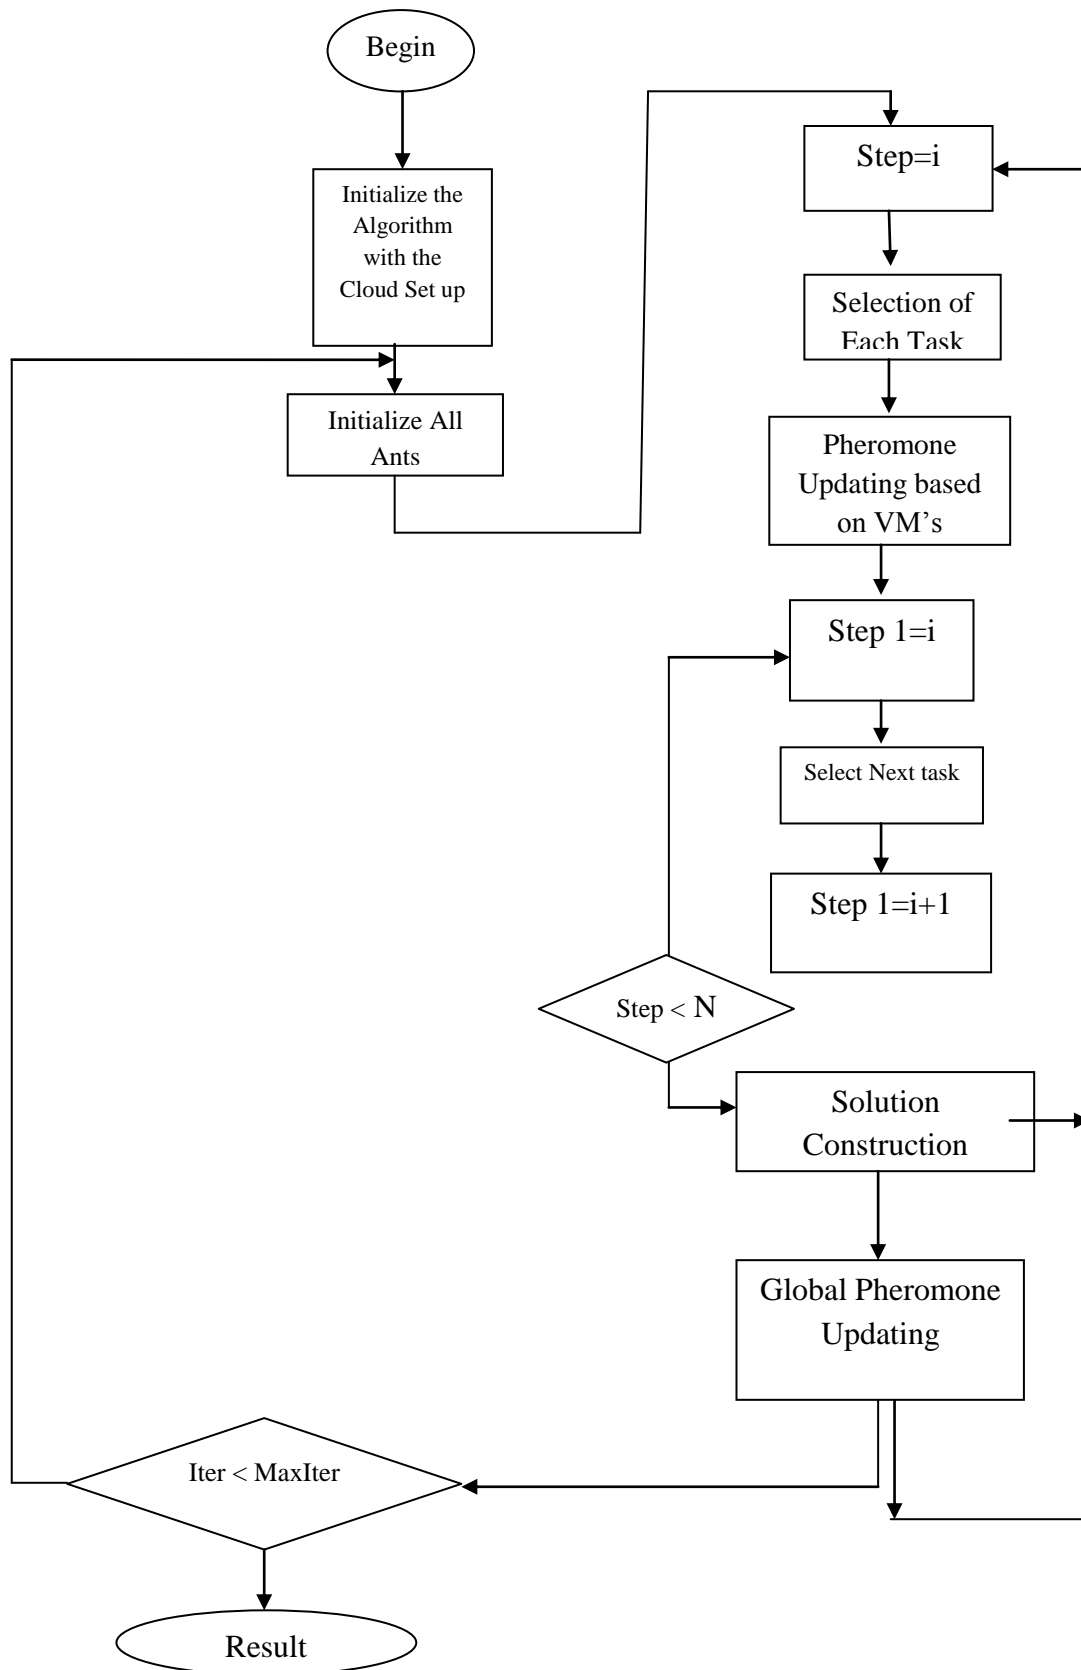 Begin
Initialize the
Algorithm
with the
Cloud Set up
Initialize All
Ants
Step=i
Selection of
Each Task
Pheromone
Updating based
on VM’s
Step 1=i
Select Next task
Step 1=i+1
Step < N
Solution
Construction
Global Pheromone
Updating
Iter < MaxIter
Result